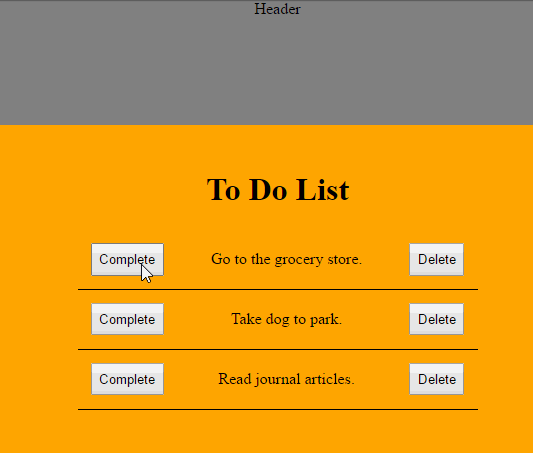 Header
To Do List
Complete Go to the grocery store. Delete
Complete Take dog to park. Delete
Complete Read journal articles. Delete